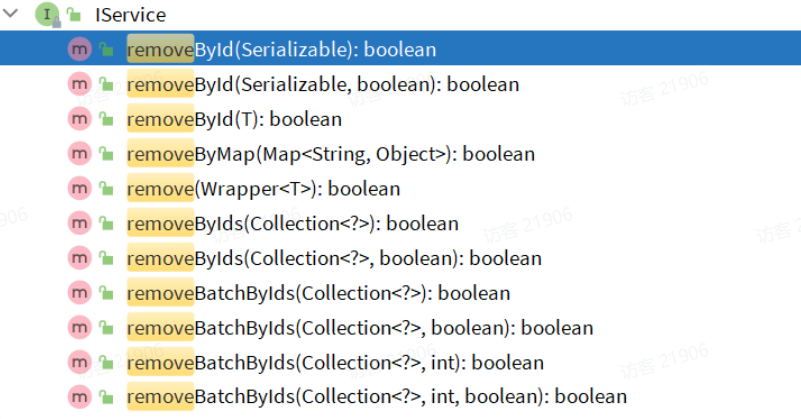 IService
removeById(Serializable): boolean
removeById(Serializable, boolean): boolean
removeById(T): boolean
removeByMap(Map<String, Object>): boolean
remove(Wrapper<T>): boolean
removeByIds(Collection<?>): boolean
removeByIds(Collection<?>, boolean): boolean
removeBatchByIds(Collection<?>): boolean
removeBatchByIds(Collection<?>, boolean): boolean
removeBatchByIds(Collection<?>, int): boolean
removeBatchByIds(Collection<?>, int, boolean): boolean
访客 21906